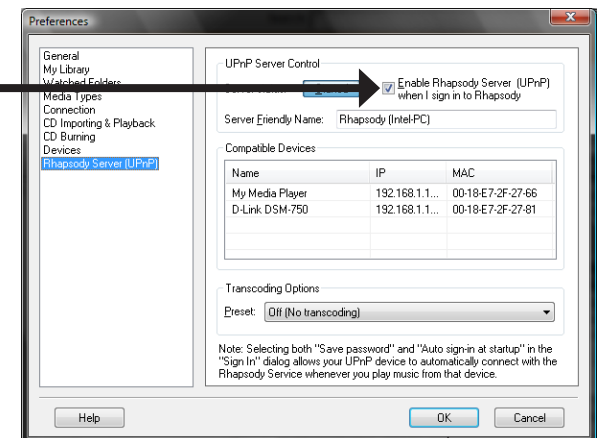 Preferences
General
My Library
Watched Folders
Media Types
Connection
CD Importing & Playback
CD Burning
Devices
Rhapsody Server (UPnP)
UPnP Server Control
Enable Rhapsody Server (UPnP)
when I sign in to Rhapsody
Server Friendly Name: Rhapsody (Intel-PC)
Compatible Devices
Name IP MAC
My Media Player 192.168.1.1... 00-18-E7-2F-27-66
D-Link DSM-750 192.168.1.1... 00-18-E7-2F-27-81
Transcoding Options
Preset: Off (No transcoding)
Note: Selecting both "Save password" and "Auto sign-in at startup" in the
"Sign In" dialog allows your UPnP device to automatically connect with the
Rhapsody Service whenever you play music from that device.
Help OK Cancel